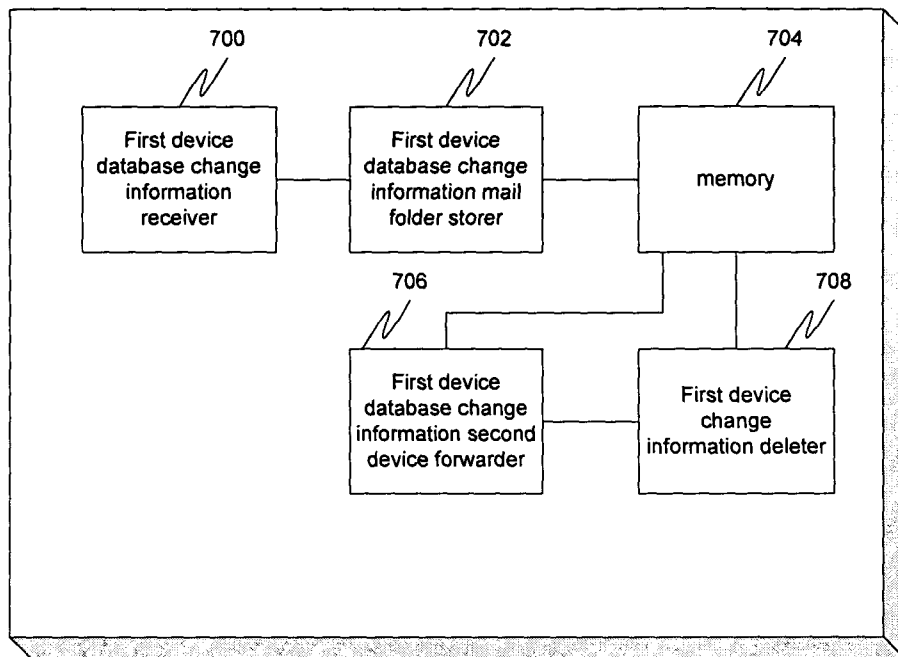 700
702
704
First device
database change
information
receiver
First device
database change
information mail
folder storer
memory
706
708
First device
database change
information second
device forwarder
First device
change
information deleter